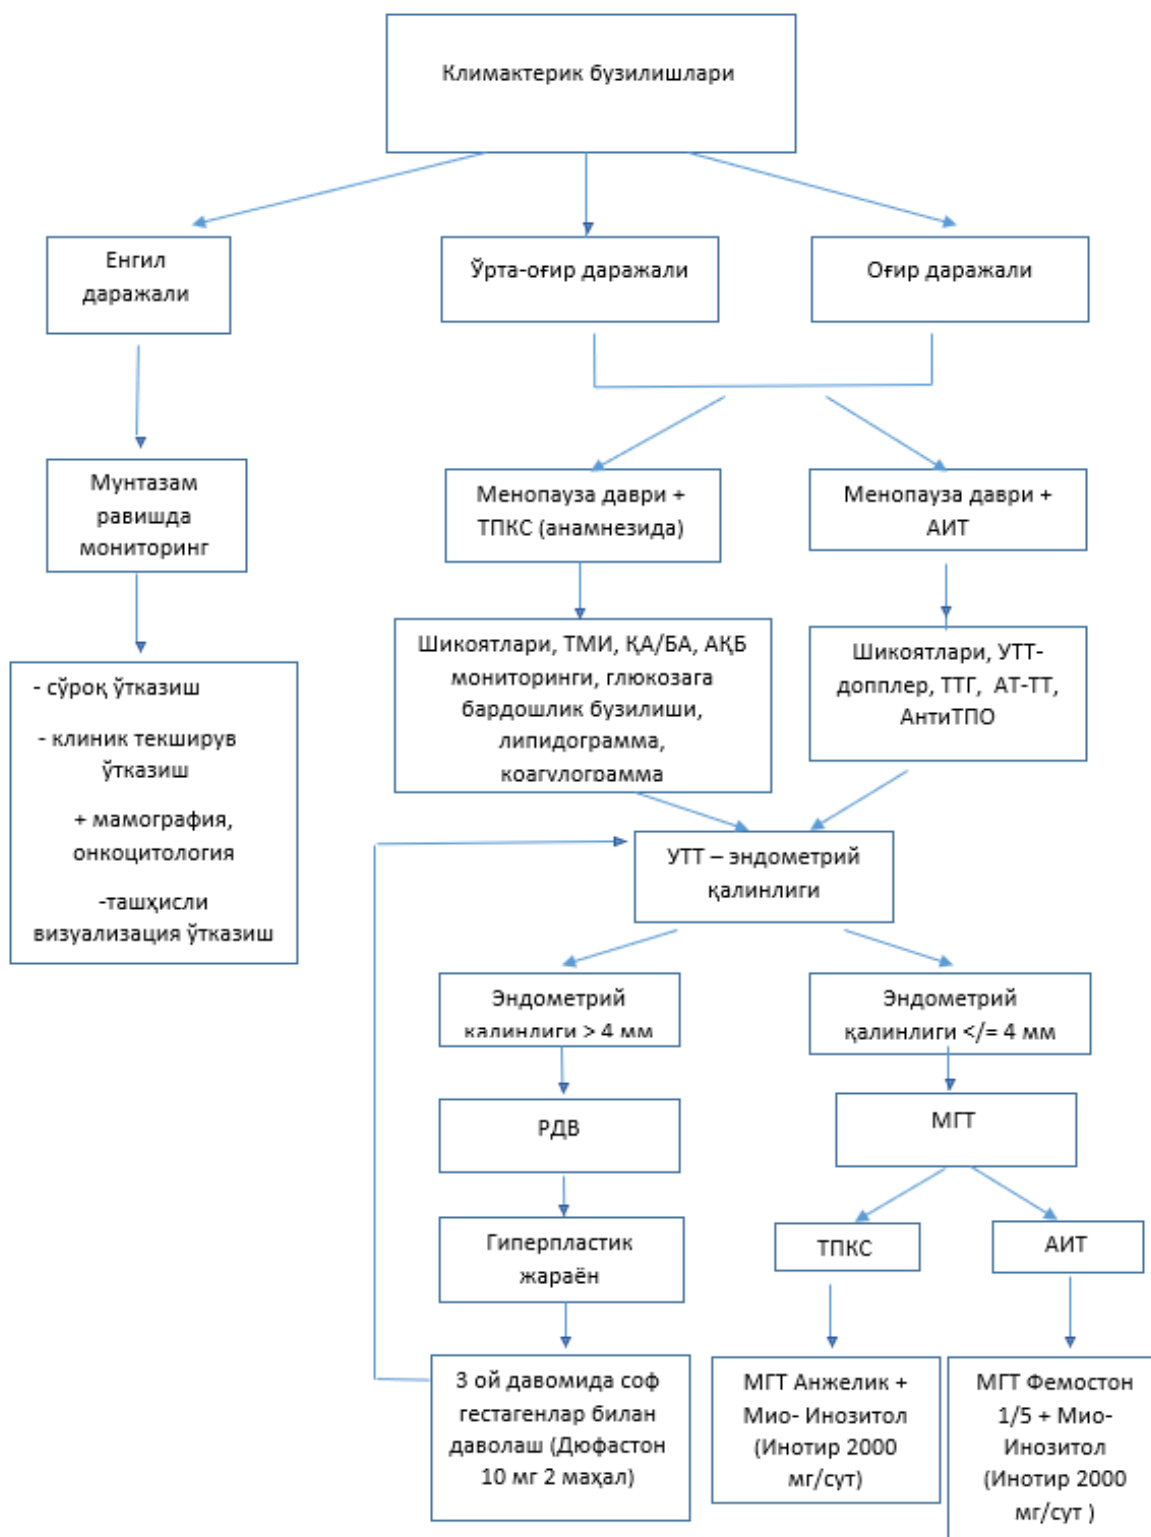 Климактерик бузилишлари
Енгил
даражали
Ўрта-оғир даражали
Оғир даражали
Мунтазам
равишда
мониторинг
Менопауза даври +
ТПКС (анамнезида)
Менопауза даври +
АИТ
- сўроқ ўтказиш
- клиник текширув
ўтказиш
+ мамография,
онкоцитология
-ташҳисли
визуализация ўтказиш
Шикоятлари, ТМИ, ҚА/БА, АҚБ
мониторинги, глюкозага
бардошлик бузилиши,
липидограмма,
коагулограмма
Шикоятлари, УТТ-
допплер, ТТГ, АТ-ТТ,
АнтиТПО
УТТ – эндометрий
қалинлиги
Эндометрий
қалинлиги > 4 мм
Эндометрий
қалинлиги </= 4 мм
РДВ
МГТ
Гиперпластик
жараён
ТПКС
АИТ
3 ой давомида соф
гестагенлар билан
даволаш (Дюфастон
10 мг 2 маҳал)
МГТ Анжелик +
Мио- Инозитол
(Инотир 2000
мг/сут)
МГТ Фемостон
1/5 + Мио-
Инозитол
(Инотир 2000
мг/сут )